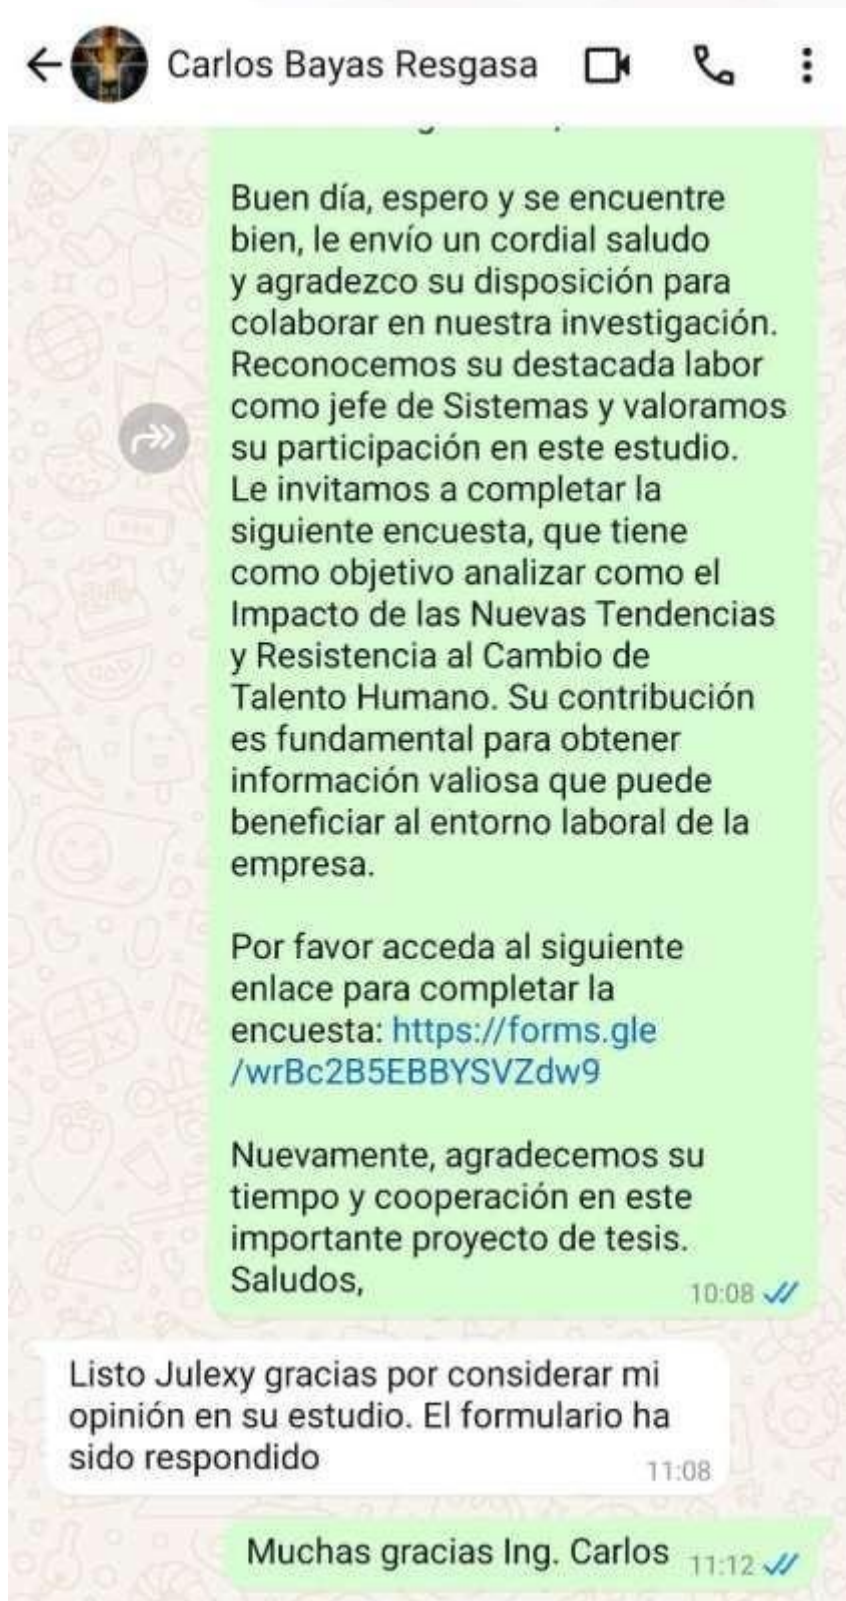 Carlos Bayas Resgasa
Buen día, espero y se encuentre
bien, le envío un cordial saludo
y agradezco su disposición para
colaborar en nuestra investigación.
Reconocemos su destacada labor
como jefe de Sistemas y valoramos
su participación en este estudio.
Le invitamos a completar la
siguiente encuesta, que tiene
como objetivo analizar como el
Impacto de las Nuevas Tendencias
y Resistencia al Cambio de
Talento Humano. Su contribución
es fundamental para obtener
información valiosa que puede
beneficiar al entorno laboral de la
empresa.
Por favor acceda al siguiente
enlace para completar la
encuesta: https://forms.gle
/wrBc2B5EBBYSVZdw9
Nuevamente, agradecemos su
tiempo y cooperación en este
importante proyecto de tesis.
Saludos,
10:08
Listo Julexy gracias por considerar mi
opinión en su estudio. El formulario ha
sido respondido
11:08
Muchas gracias Ing. Carlos
11:12